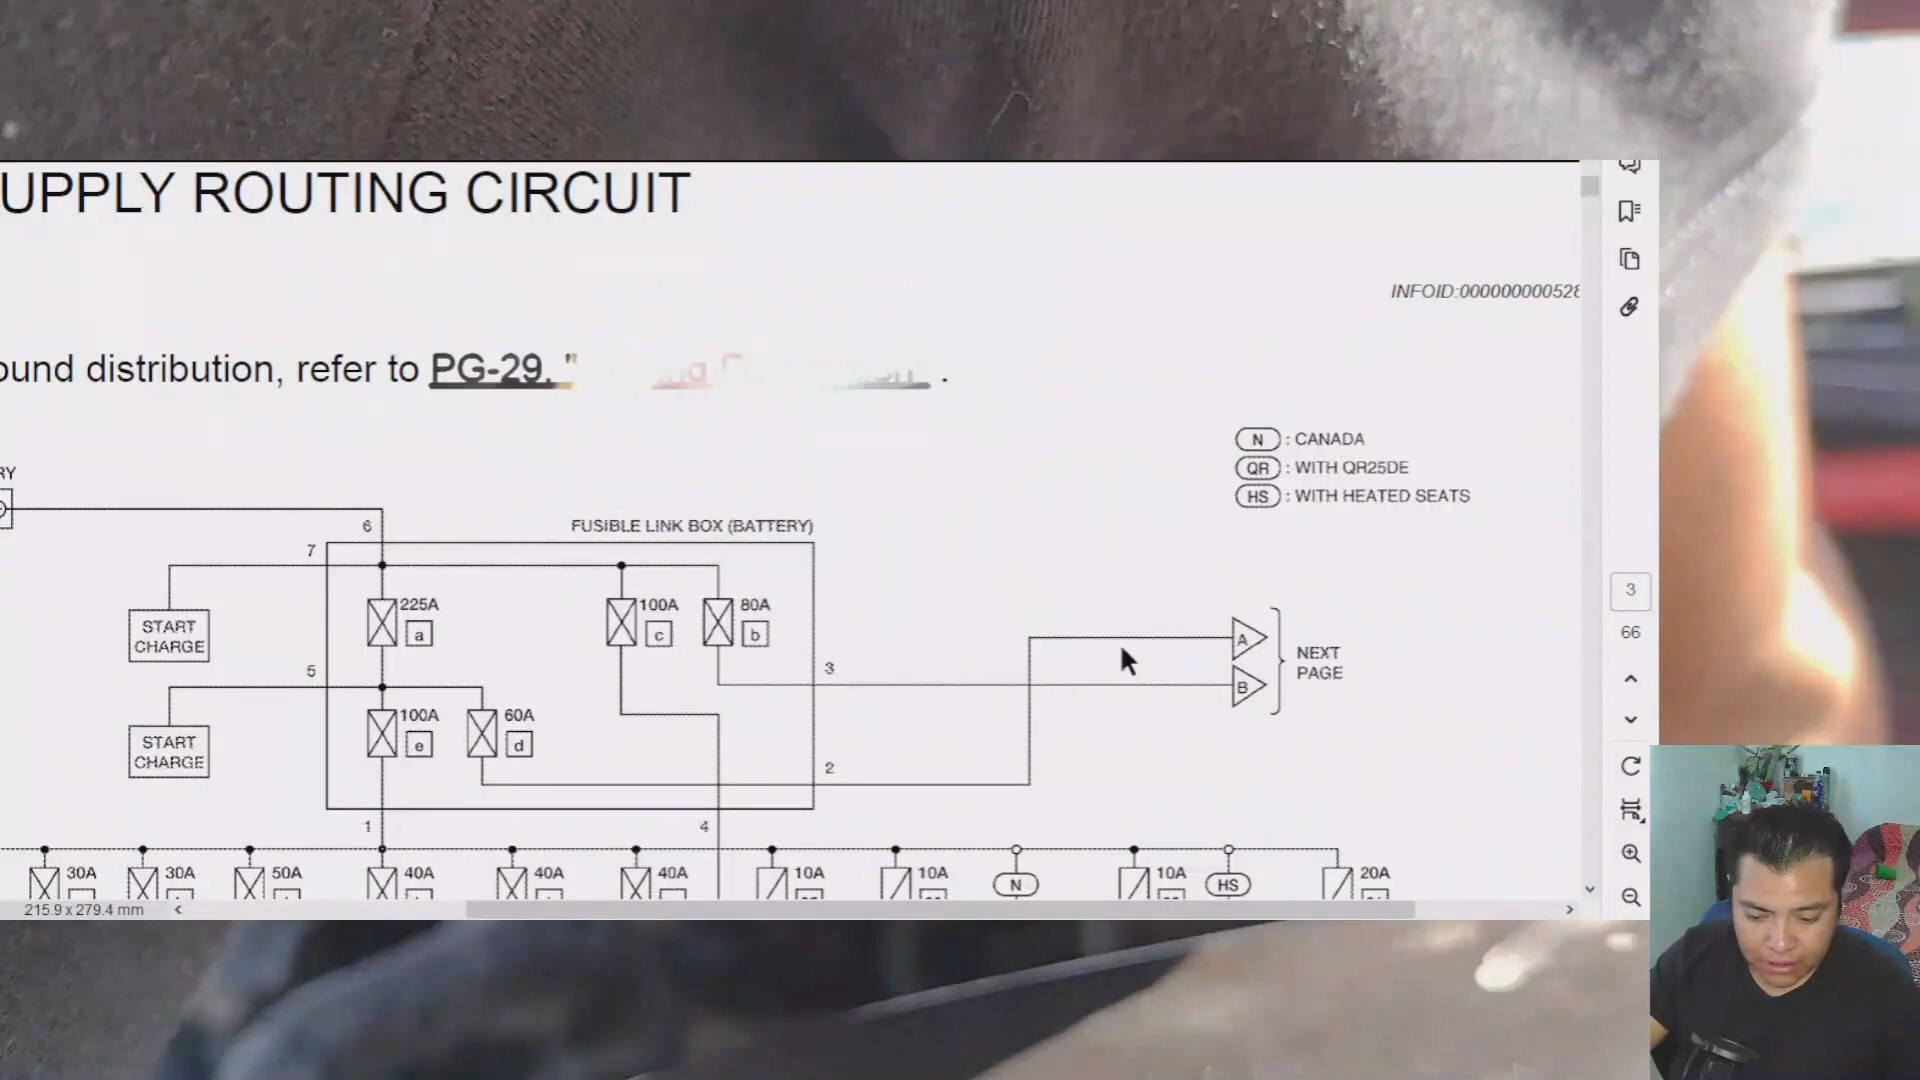 UPPLY ROUTING CIRCUIT
INFOID:000000000528
ound distribution, refer to PG-29, "
N : CANADA
QR : WITH QR25DE
HS : WITH HEATED SEATS
RY
6
FUSIBLE LINK BOX (BATTERY)
7
225A
a
100A
c
80A
b
START
CHARGE
A
B
NEXT
PAGE
5
3
100A
e
60A
d
START
CHARGE
2
1
4
30A
30A
50A
40A
40A
40A
10A
10A
N
10A
HS
20A
215.9 x 279.4 mm
3
66